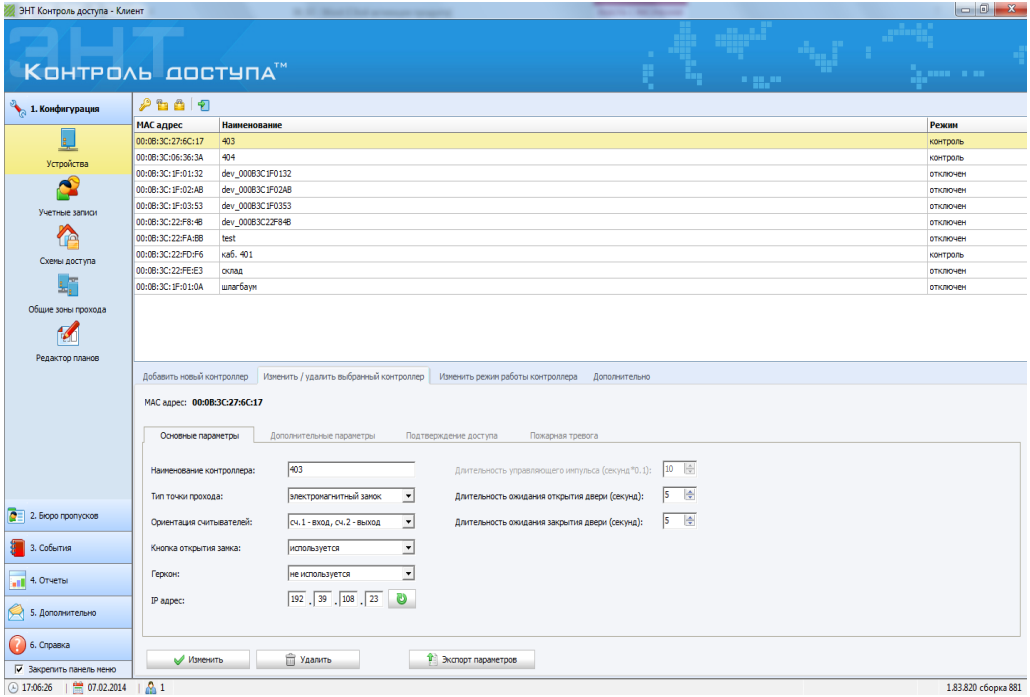 ЭНТ Контроль доступа - Клиент
ЭНТ
КОНТРОЛЬ ДОСТУПА™
1. Конфигурация
Устройства
Учетные записи
Схемы доступа
Общие зоны прохода
Редактор планов
2. Бюро пропусков
3. События
4. Отчеты
5. Дополнительно
6. Справка
Закрепить панель меню
MAC адрес Наименование Режим
00:0B:3C:27:6C:17 403 контроль
00:0B:3C:06:36:3A 404 контроль
00:0B:3C:1F:01:32 dev_000B3C1F0132 отключен
00:0B:3C:1F:02:AB dev_000B3C1F02AB отключен
00:0B:3C:1F:03:53 dev_000B3C1F0353 отключен
00:0B:3C:22:F8:4B dev_000B3C22F84B отключен
00:0B:3C:22:FA:BB test отключен
00:0B:3C:22:FD:F6 каб. 401 контроль
00:0B:3C:22:FE:E3 склад отключен
00:0B:3C:1F:01:0A шлагбаум отключен
Добавить новый контроллер Изменить / удалить выбранный контроллер Изменить режим работы контроллера Дополнительно
MAC адрес: 00:0B:3C:27:6C:17
Основные параметры Дополнительные параметры Подтверждение доступа Пожарная тревога
Наименование контроллера: 403 Длительность управляющего импульса (секунд*0.1): 10
Тип точки прохода: электромагнитный замок Длительность ожидания открытия двери (секунд): 5
Ориентация считывателей: сч.1 - вход, сч.2 - выход Длительность ожидания закрытия двери (секунд): 5
Кнопка открытия замка: используется
Геркон: не используется
IP адрес: 192 . 39 . 108 . 23
Изменить Удалить Экспорт параметров
17:06:26 07.02.2014 1 1.83.820 сборка 881